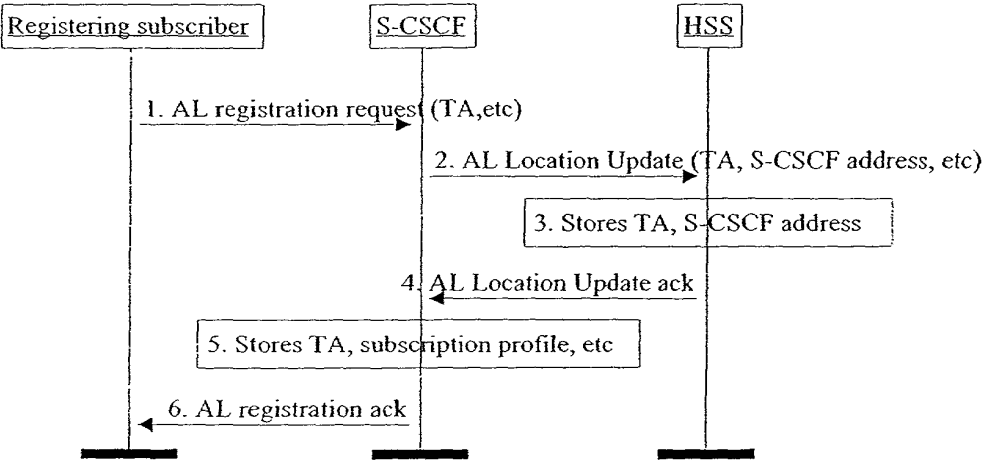 Registering subscriber
S-CSCF
HSS
1. AL registration request (TA,etc)
2. AL Location Update (TA, S-CSCF address, etc)
3. Stores TA, S-CSCF address
4. AL Location Update ack
5. Stores TA, subscription profile, etc
6. AL registration ack